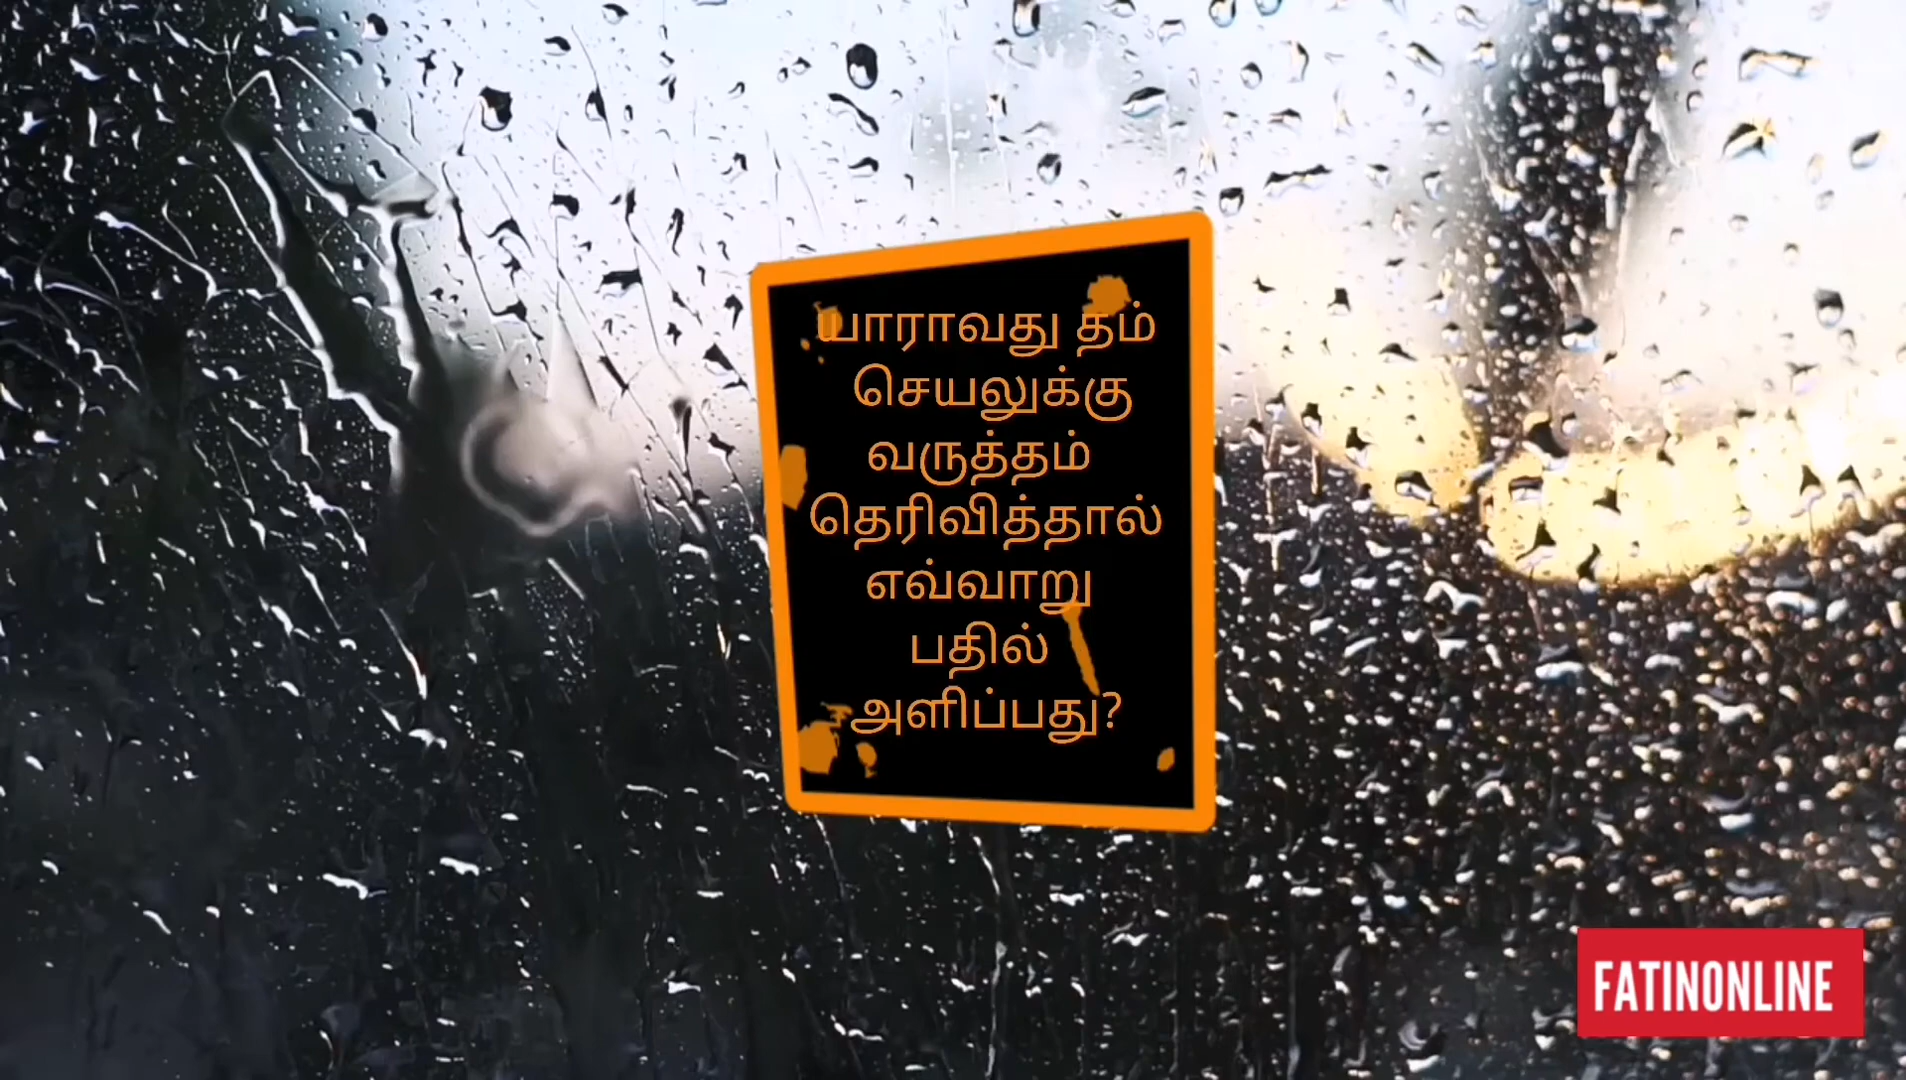 யாராவது தம்
செயலுக்கு
வருத்தம்
தெரிவித்தால்
எவ்வாறு
பதில்
அளிப்பது?
FATINONLINE